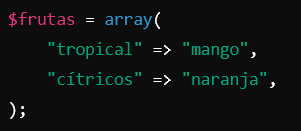 $frutas = array(
    "tropical" => "mango",
    "cítricos" => "naranja",
);